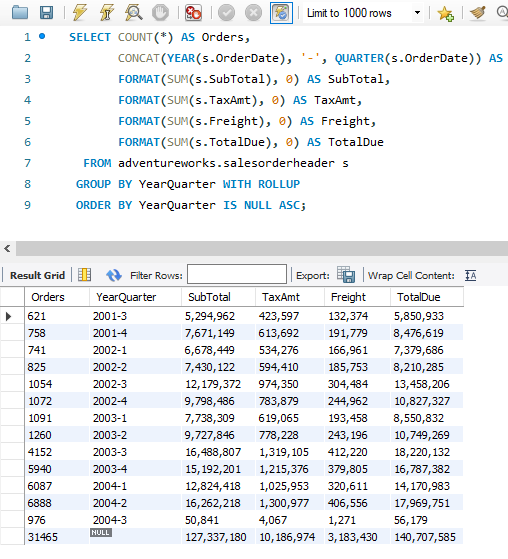 Limit to 1000 rows
1 SELECT COUNT(*) AS Orders,
2 CONCAT(YEAR(s.OrderDate), '-', QUARTER(s.OrderDate)) AS
3 FORMAT(SUM(s.SubTotal), 0) AS SubTotal,
4 FORMAT(SUM(s.TaxAmt), 0) AS TaxAmt,
5 FORMAT(SUM(s.Freight), 0) AS Freight,
6 FORMAT(SUM(s.TotalDue), 0) AS TotalDue
7 FROM adventureworks.salesorderheader s
8 GROUP BY YearQuarter WITH ROLLUP
9 ORDER BY YearQuarter IS NULL ASC;
Result Grid Filter Rows: Export: Wrap Cell Content: IA
Orders YearQuarter SubTotal TaxAmt Freight TotalDue
621 2001-3 5,294,962 423,597 132,374 5,850,933
758 2001-4 7,671,149 613,692 191,779 8,476,619
741 2002-1 6,678,449 534,276 166,961 7,379,686
825 2002-2 7,430,122 594,410 185,753 8,210,285
1054 2002-3 12,179,372 974,350 304,484 13,458,206
1072 2002-4 9,798,486 783,879 244,962 10,827,327
1091 2003-1 7,738,309 619,065 193,458 8,550,832
1260 2003-2 9,727,846 778,228 243,196 10,749,269
4152 2003-3 16,488,807 1,319,105 412,220 18,220,132
5940 2003-4 15,192,201 1,215,376 379,805 16,787,382
6087 2004-1 12,824,418 1,025,953 320,611 14,170,983
6888 2004-2 16,262,218 1,300,977 406,556 17,969,751
976 2004-3 50,841 4,067 1,271 56,179
31465 NULL 127,337,180 10,186,974 3,183,430 140,707,585